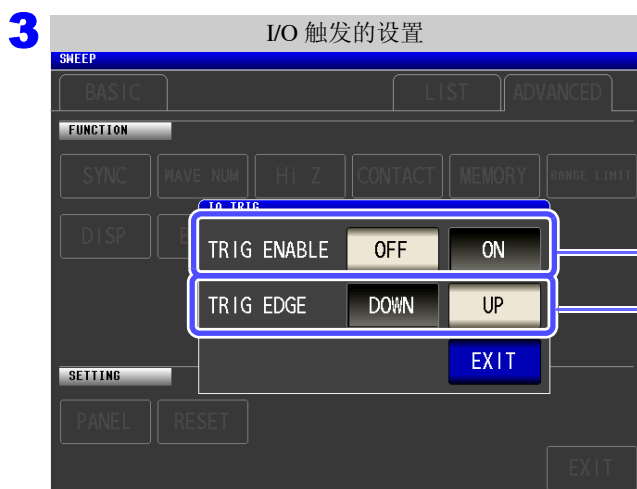 3
I/O 触发的设置
SWEEP
BASIC LIST ADVANCED
FUNCTION
SYNC WAVE NUM Hi Z CONTACT MEMORY RANGE LIMIT
DISP
IO TRIG
TRIG ENABLE OFF ON
TRIG EDGE DOWN UP
EXIT
SETTING
PANEL RESET
EXIT